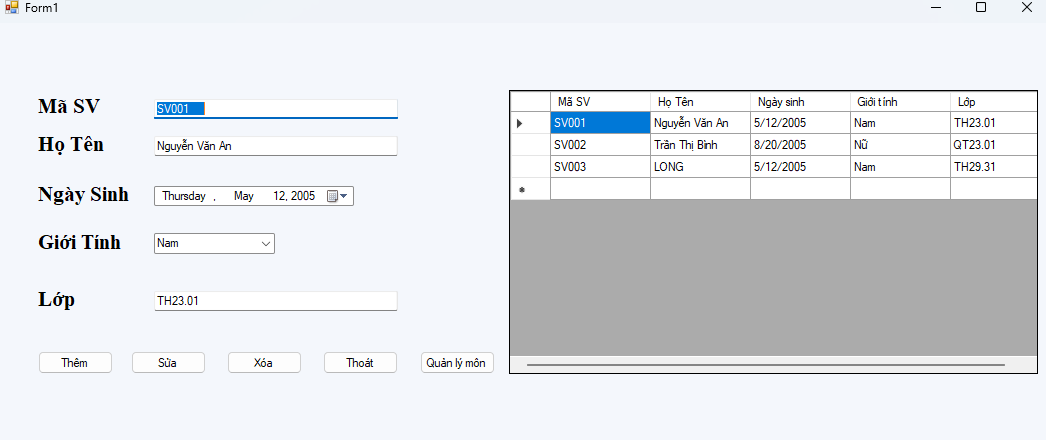 Form1
Mã SV
SV001
Họ Tên
Nguyễn Văn An
Ngày Sinh
Thursday , May 12, 2005
Giới Tính
Nam
Lớp
TH23.01
Thêm Sửa Xóa Thoát Quản lý môn
Mã SV Họ Tên Ngày sinh Giới tính Lớp
SV001 Nguyễn Văn An 5/12/2005 Nam TH23.01
SV002 Trần Thị Bình 8/20/2005 Nữ QT23.01
SV003 LONG 5/12/2005 Nam TH29.31